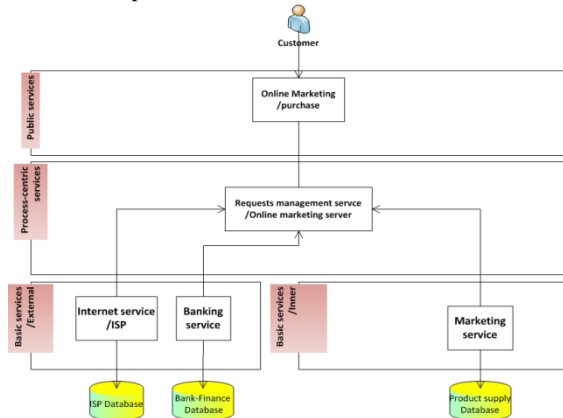 Customer
Public services
Online Marketing
/purchase
Process-centric
services
Requests management servce
/Online marketing server
Basic services
/External
Internet service
/ISP
Banking
service
Basic services
/Inner
Marketing
service
ISP Database
Bank-Finance
Database
Product supply
Database